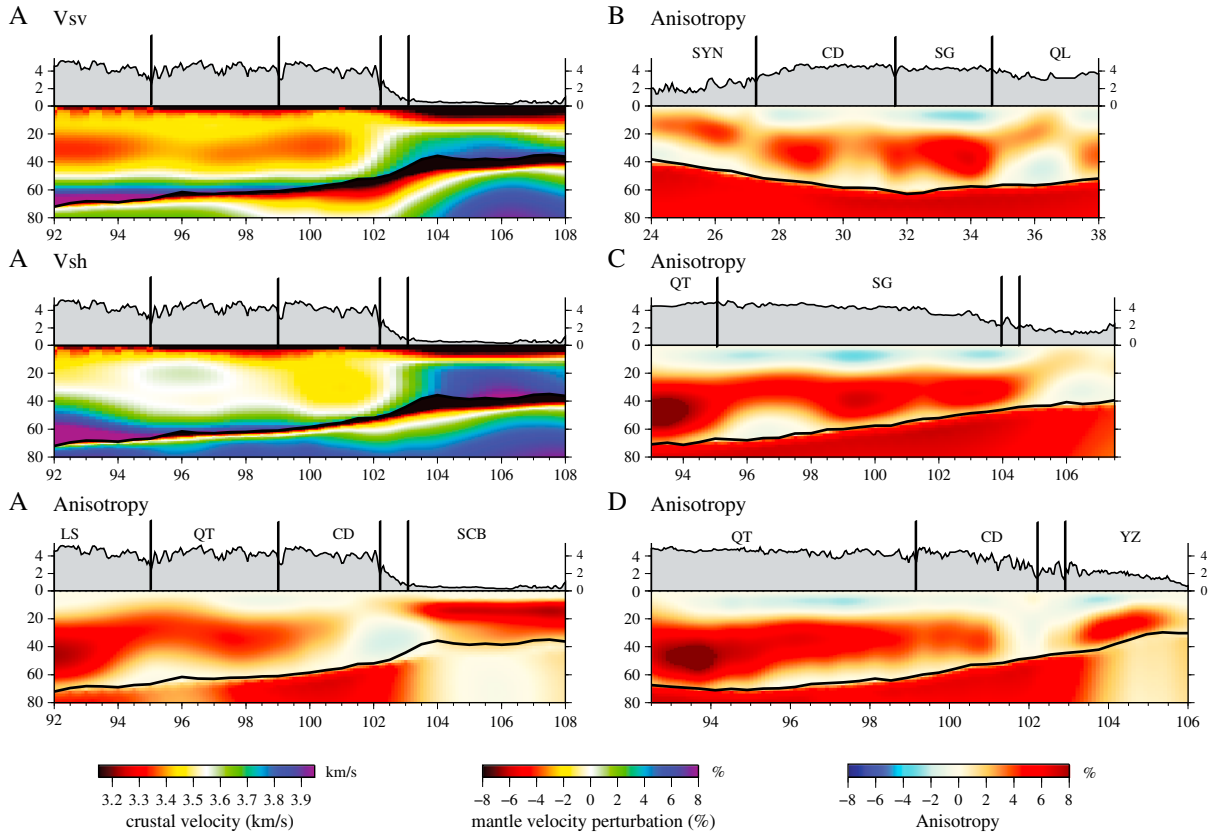 A Vsv
4
2
0
4
2
0
20
40
60
80
92 94 96 98 100 102 104 106 108
B Anisotropy
SYN CD SG QL
4
2
0
4
2
0
20
40
60
80
24 26 28 30 32 34 36 38
A Vsh
4
2
0
4
2
0
20
40
60
80
92 94 96 98 100 102 104 106 108
C Anisotropy
QT SG
4
2
0
4
2
0
20
40
60
80
94 96 98 100 102 104 106
A Anisotropy
LS QT CD SCB
4
2
0
4
2
0
20
40
60
80
92 94 96 98 100 102 104 106 108
D Anisotropy
QT CD YZ
4
2
0
4
2
0
20
40
60
80
94 96 98 100 102 104 106
km/s
3.2 3.3 3.4 3.5 3.6 3.7 3.8 3.9
crustal velocity (km/s)
%
−8 −6 −4 −2 0 2 4 6 8
mantle velocity perturbation (%)
%
−8 −6 −4 −2 0 2 4 6 8
Anisotropy